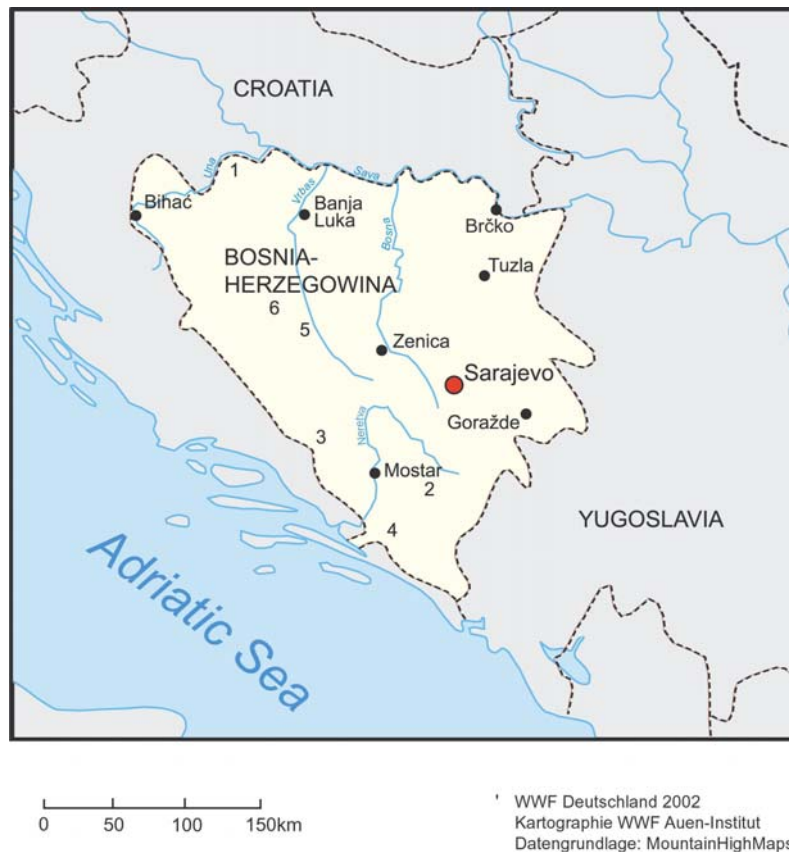 CROATIA
Una
1
Sava
Vrbas
Bihać
Banja
Luka
Brčko
Bosna
BOSNIA-
HERZEGOWINA
Tuzla
6
5
Zenica
Sarajevo
Goražde
Neretva
3
Mostar
2
4
YUGOSLAVIA
Adriatic Sea
0 50 100 150km
' WWF Deutschland 2002
Kartographie WWF Auen-Institut
Datengrundlage: MountainHighMaps